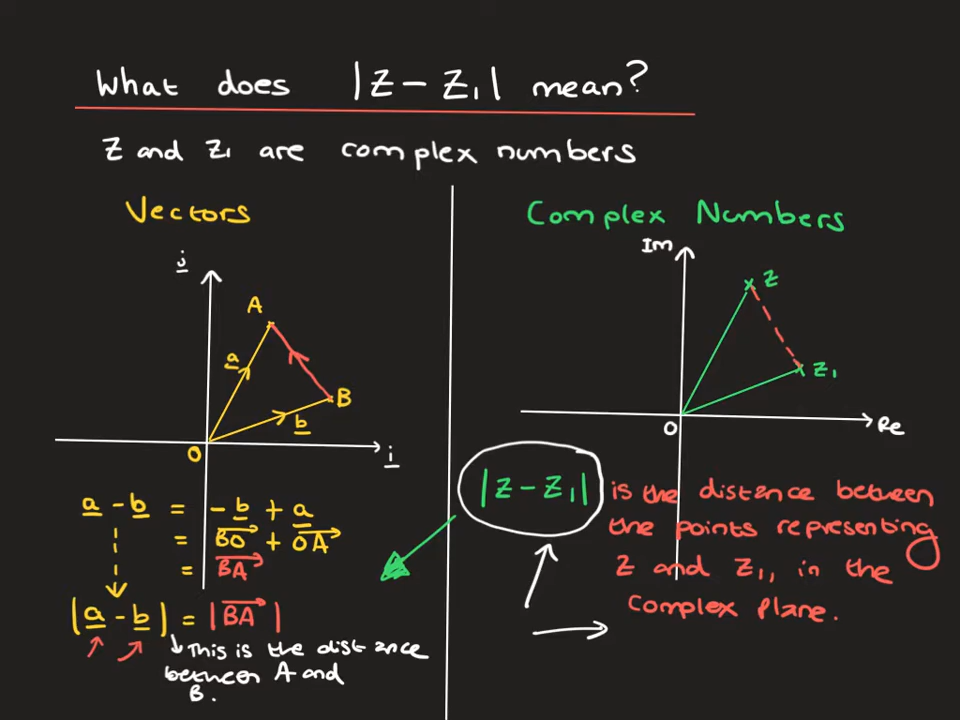 What does |z - z₁| mean?
z and z₁ are complex numbers
Vectors
j
A
a
B
b
O
i
a - b = - b + a
= BO + OA
= BA
|a - b| = |BA|
↓ This is the distance
between A and
B.
Complex Numbers
Im
z
z₁
O
Re
|z - z₁| is the distance between
the points representing
z and z₁, in the
complex plane.